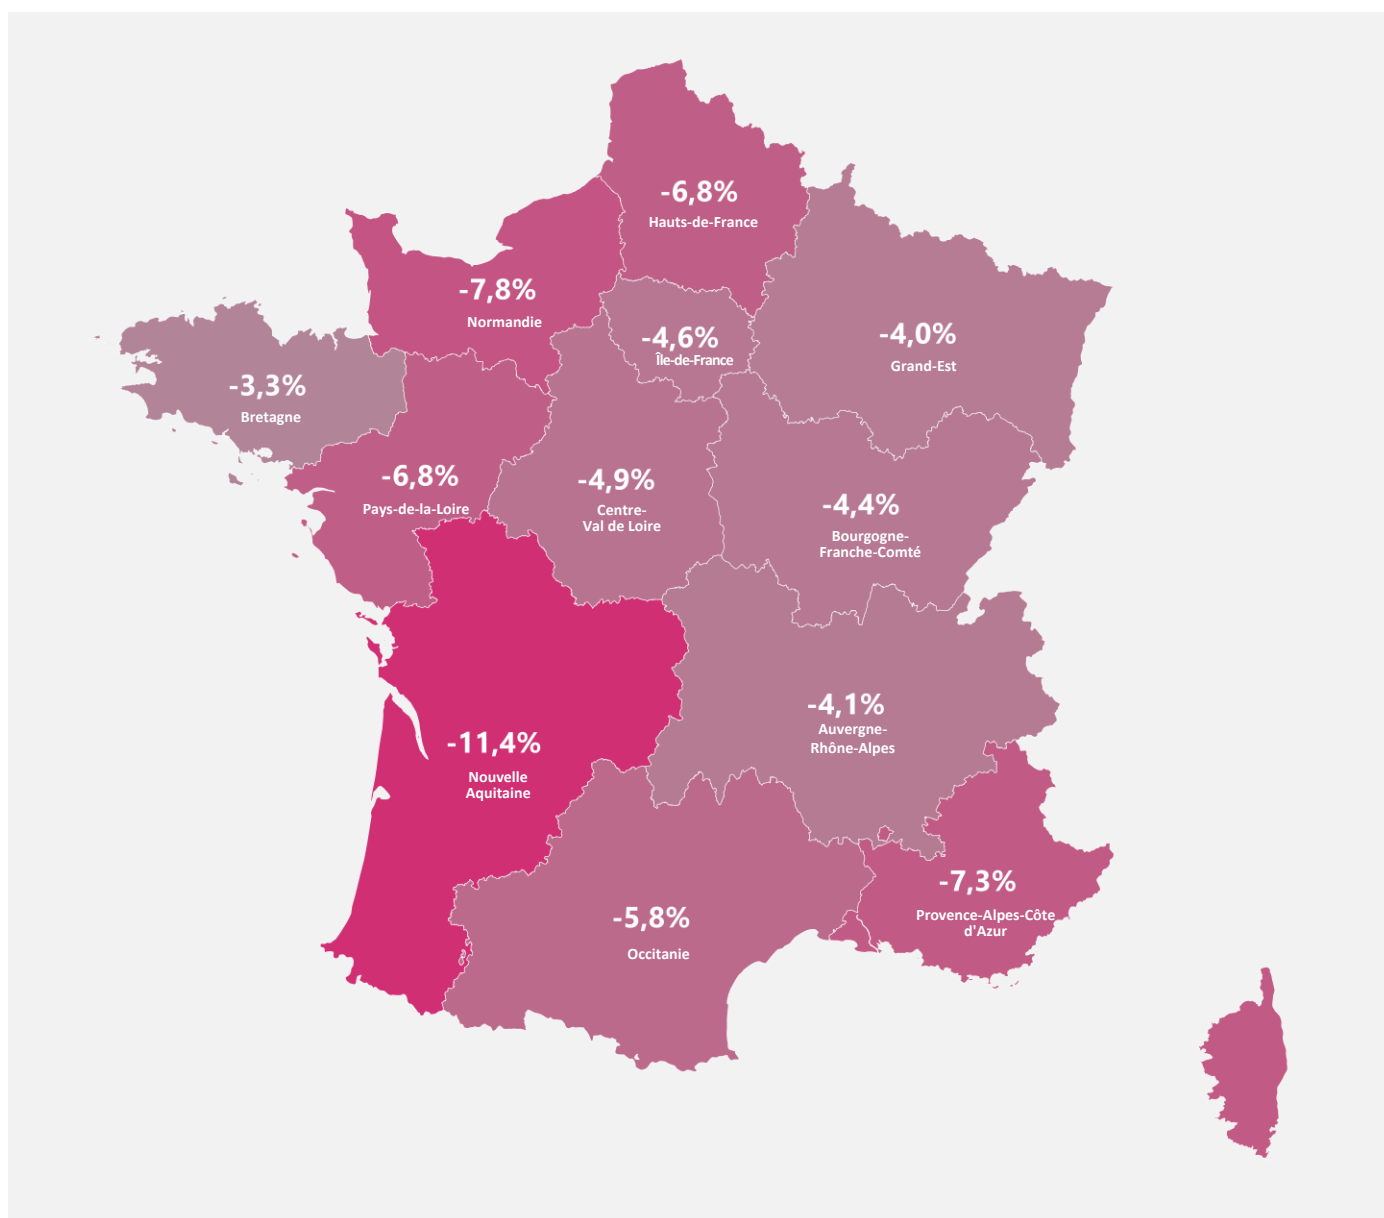 -6,8%
Hauts-de-France
-7,8%
Normandie
-4,6%
Île-de-France
-4,0%
Grand-Est
-3,3%
Bretagne
-6,8%
Pays-de-la-Loire
-4,9%
Centre-
Val de Loire
-4,4%
Bourgogne-
Franche-Comté
-11,4%
Nouvelle
Aquitaine
-4,1%
Auvergne-
Rhône-Alpes
-5,8%
Occitanie
-7,3%
Provence-Alpes-Côte
d'Azur